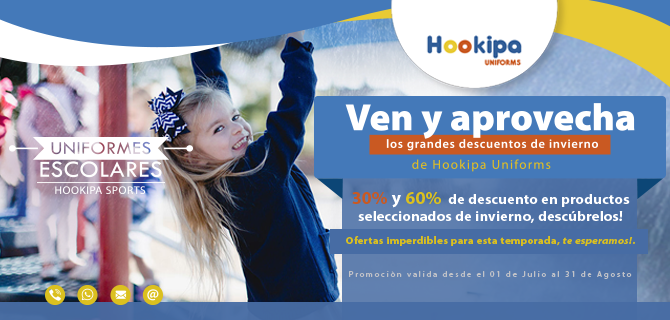 Hookipa
UNIFORMS
Ven y aprovecha
los grandes descuentos de invierno
de Hookipa Uniforms
UNIFORMES
ESCOLARES
HOOKIPA SPORTS
30% y 60% de descuento en productos
seleccionados de invierno, descúbrelos!
Ofertas imperdibles para esta temporada, te esperamos!.
Promoción valida desde el 01 de Julio al 31 de Agosto